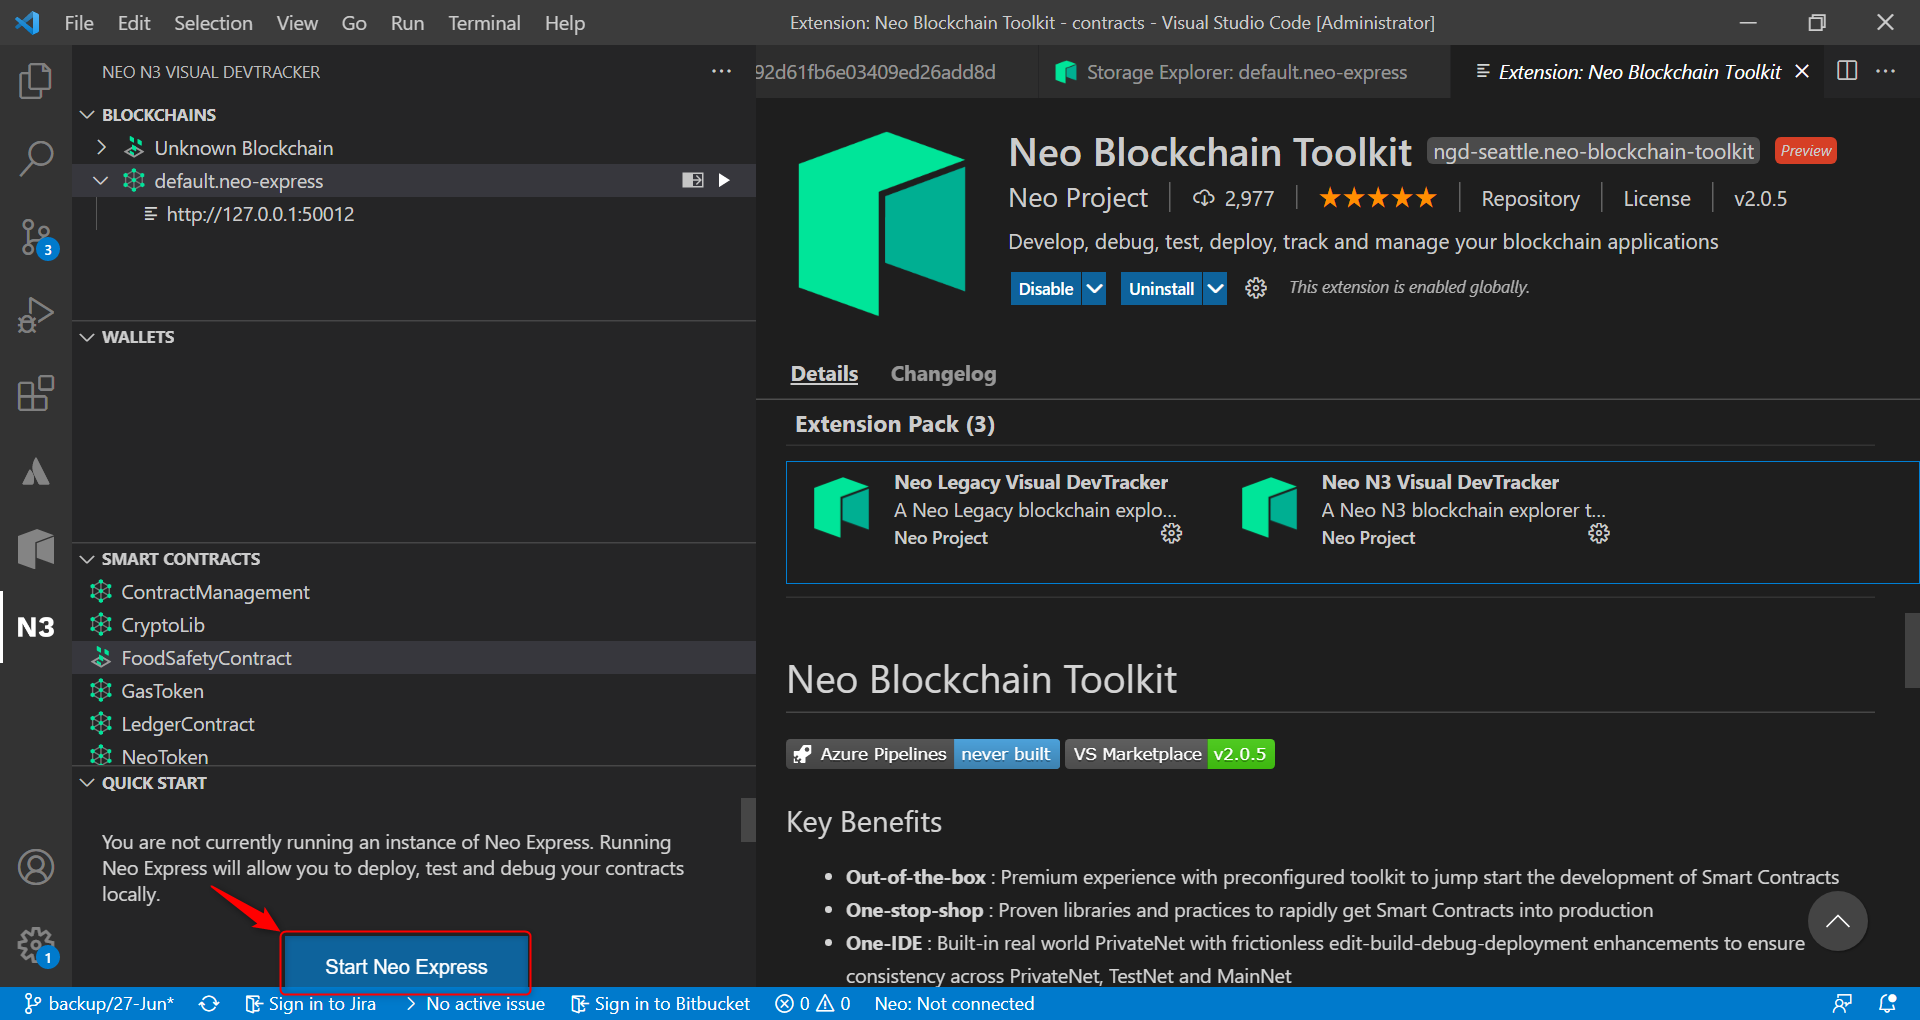 File Edit Selection View Go Run Terminal Help
Extension: Neo Blockchain Toolkit - contracts - Visual Studio Code [Administrator]
NEO N3 VISUAL DEVTRACKER
BLOCKCHAINS
Unknown Blockchain
default.neo-express
http://127.0.0.1:50012
WALLETS
SMART CONTRACTS
ContractManagement
CryptoLib
FoodSafetyContract
GasToken
LedgerContract
NeoToken
QUICK START
You are not currently running an instance of Neo Express. Running
Neo Express will allow you to deploy, test and debug your contracts
locally.
Start Neo Express
3
N3
1
92d61fb6e03409ed26add8d
Storage Explorer: default.neo-express
Extension: Neo Blockchain Toolkit
Neo Blockchain Toolkit ngd-seattle.neo-blockchain-toolkit Preview
Neo Project 2,977 Repository License v2.0.5
Develop, debug, test, deploy, track and manage your blockchain applications
Disable Uninstall This extension is enabled globally.
Details Changelog
Extension Pack (3)
Neo Legacy Visual DevTracker
A Neo Legacy blockchain explo...
Neo Project
Neo N3 Visual DevTracker
A Neo N3 blockchain explorer t...
Neo Project
Neo Blockchain Toolkit
Azure Pipelines never built VS Marketplace v2.0.5
Key Benefits
• Out-of-the-box : Premium experience with preconfigured toolkit to jump start the development of Smart Contracts
• One-stop-shop : Proven libraries and practices to rapidly get Smart Contracts into production
• One-IDE : Built-in real world PrivateNet with frictionless edit-build-debug-deployment enhancements to ensure
consistency across PrivateNet, TestNet and MainNet
backup/27-Jun* Sign in to Jira > No active issue Sign in to Bitbucket 0 0 Neo: Not connected